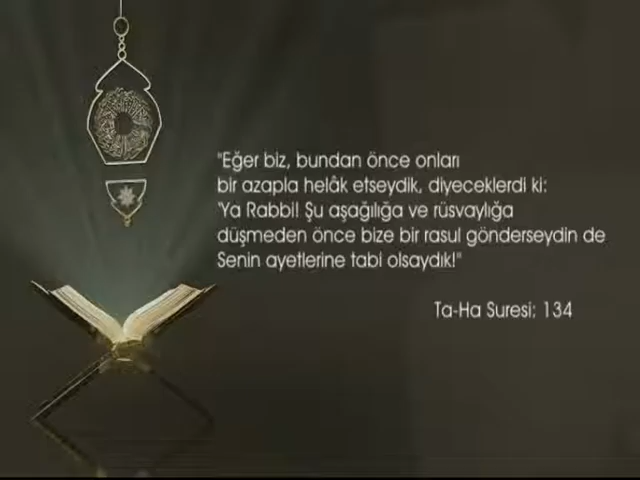 "Eğer biz, bundan önce onları
bir azapla helâk etseydik, diyeceklerdi ki:
'Ya Rabbi! Şu aşağılığa ve rüsvaylığa
düşmeden önce bize bir rasul gönderseydin de
Senin ayetlerine tabi olsaydık!"
Ta-Ha Suresi: 134